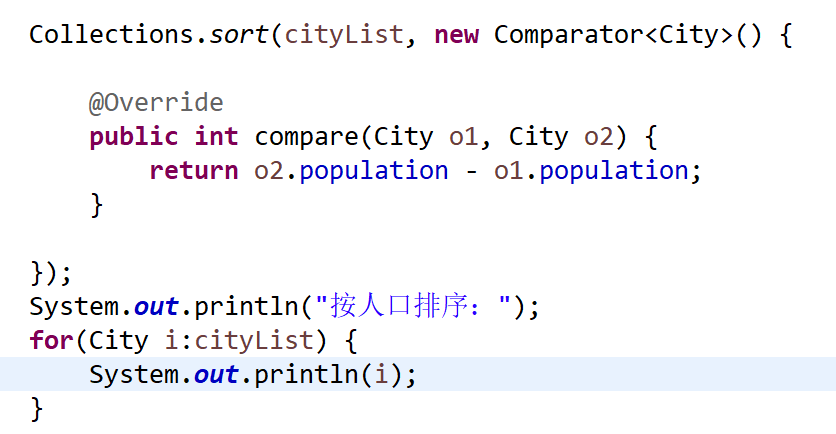 Collections.sort(cityList, new Comparator<City>() {
@Override
public int compare(City o1, City o2) {
return o2.population - o1.population;
}
});
System.out.println("按人口排序：");
for(City i:cityList) {
System.out.println(i);
}